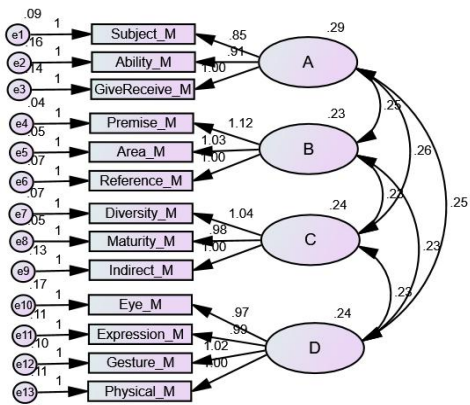 .09
e1 1 Subject_M .85 .29
.16
e2 1 Ability_M .91 A
.14
e3 1 GiveReceive_M 1.00
.04 .25
e4 1 Premise_M 1.12 .23
.05 .26
e5 1 Area_M 1.03 B
.07
e6 1 Reference_M 1.00
.07 .25
e7 1 Diversity_M 1.04 .24
.05
e8 1 Maturity_M .98 C .23
.13
e9 1 Indirect_M 1.00
.17 .23
e10 1 Eye_M .97 .24
.11
e11 1 Expression_M .99 D
10
e12 1 Gesture_M 1.02
.11
e13 1 Physical_M 1.00